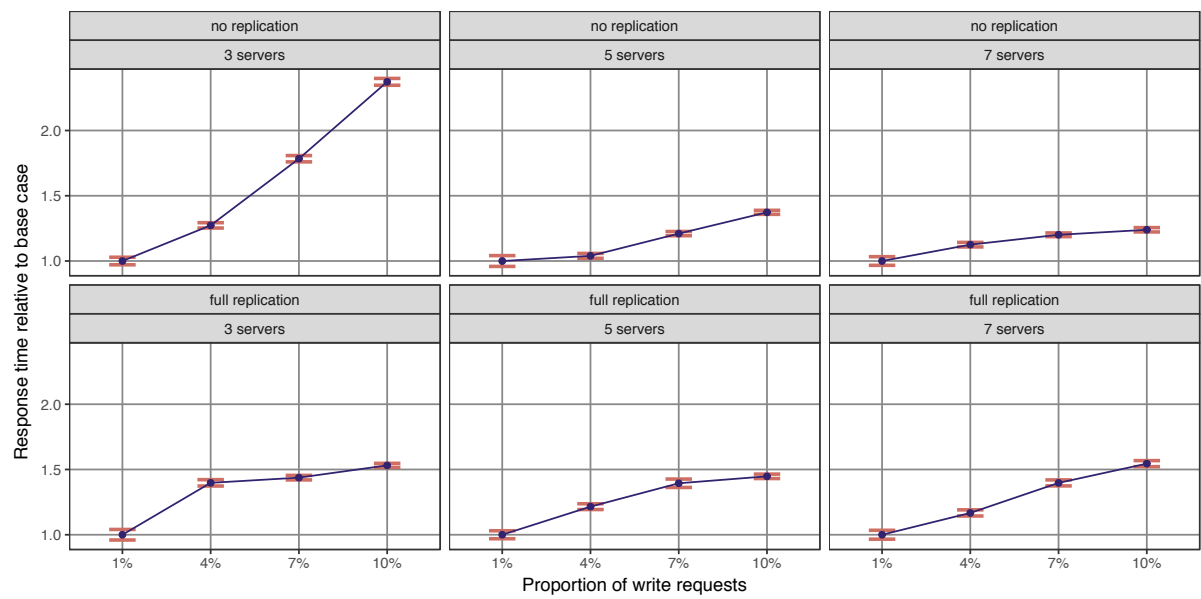 no replication
no replication
no replication
3 servers
5 servers
7 servers
2.0
1.5
1.0
full replication
full replication
full replication
3 servers
5 servers
7 servers
2.0
1.5
1.0
1%
4%
7%
10%
1%
4%
7%
10%
1%
4%
7%
10%
Proportion of write requests
Response time relative to base case